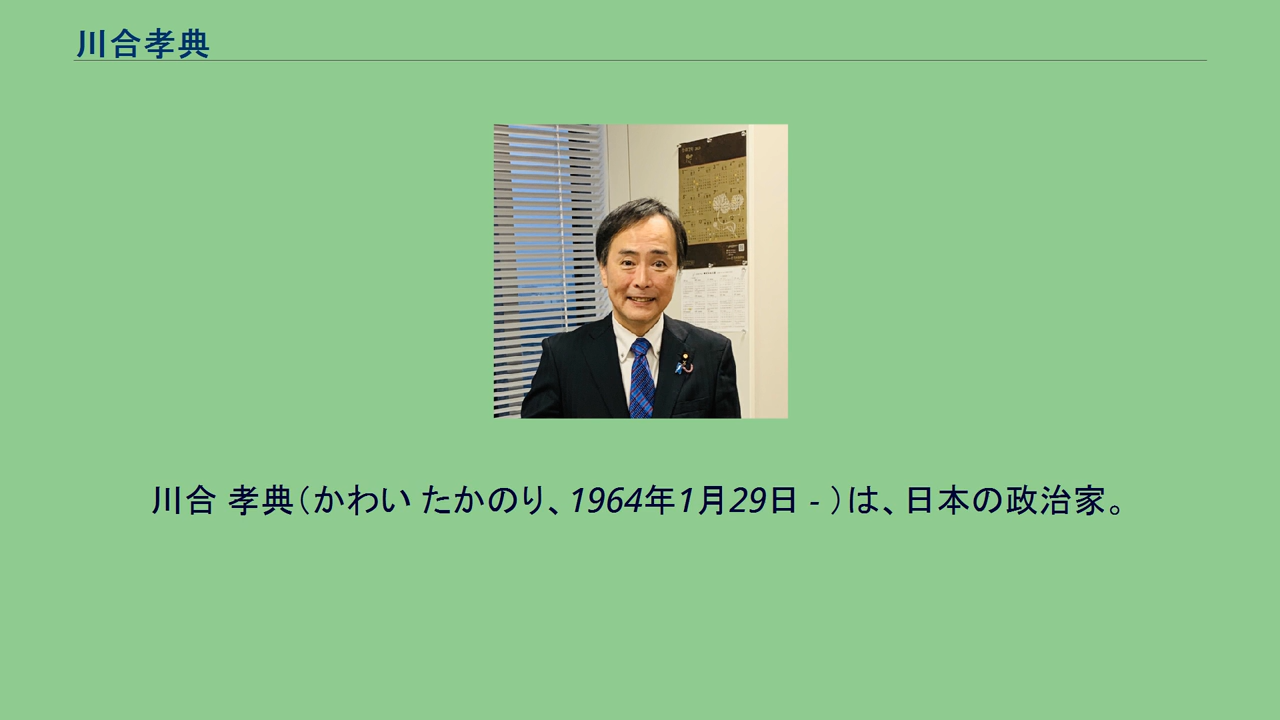 川合孝典
川合 孝典（かわい たかのり、1964年1月29日 - ）は、日本の政治家。